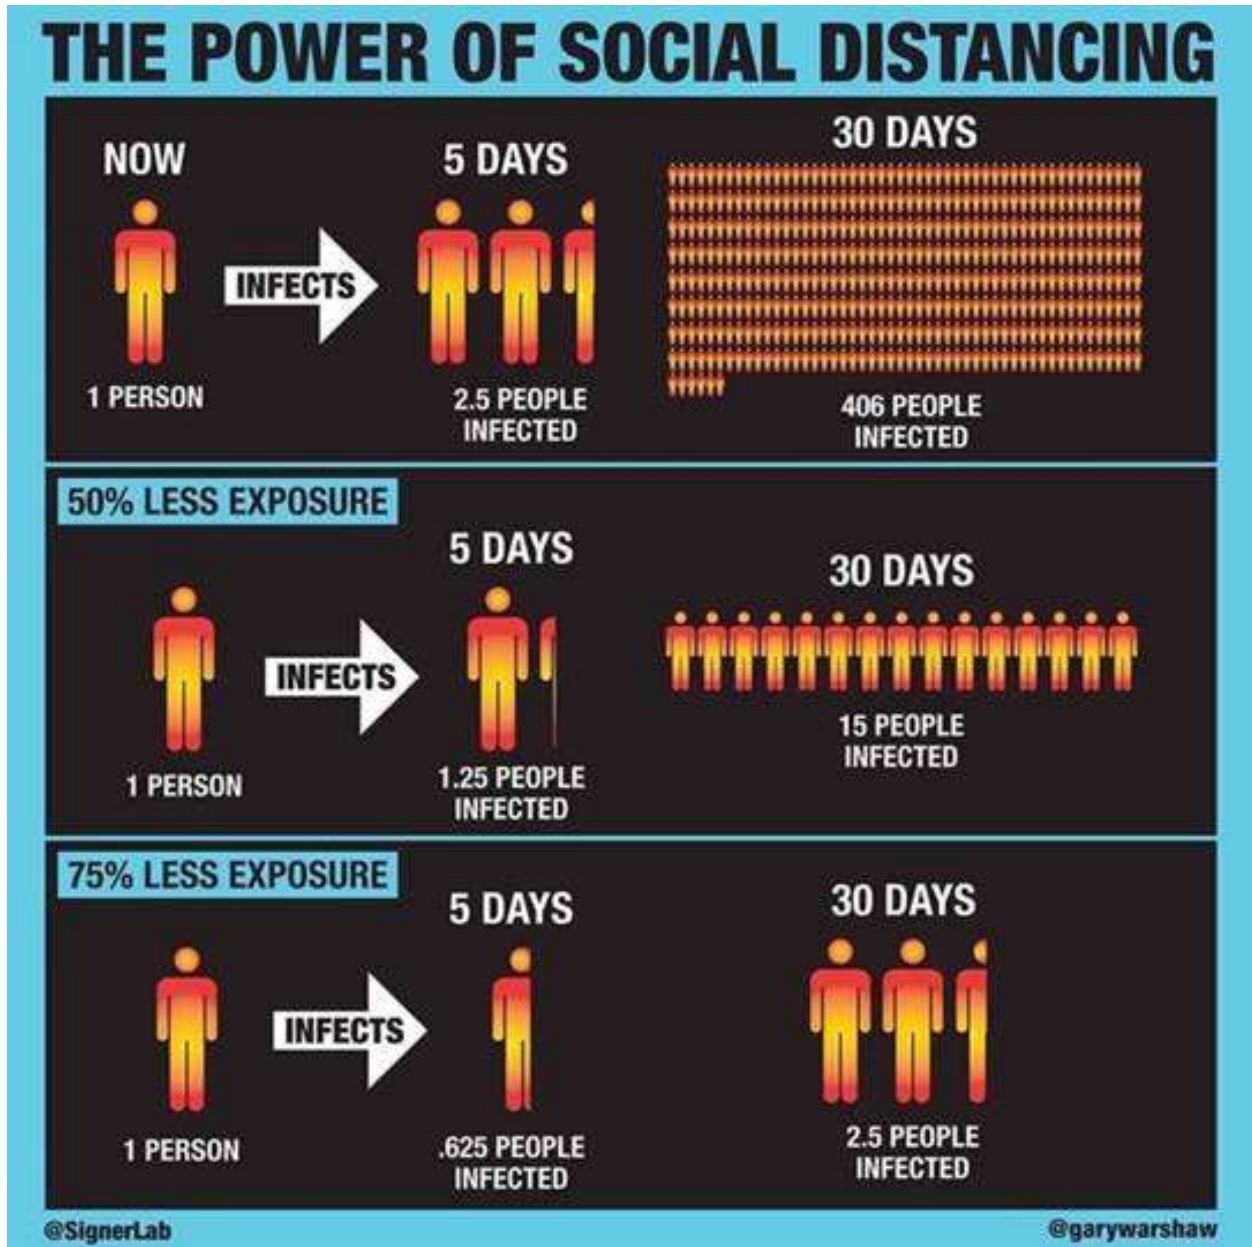 THE POWER OF SOCIAL DISTANCING
NOW
5 DAYS
30 DAYS
INFECTS
1 PERSON
2.5 PEOPLE
INFECTED
406 PEOPLE
INFECTED
50% LESS EXPOSURE
5 DAYS
30 DAYS
INFECTS
1 PERSON
1.25 PEOPLE
INFECTED
15 PEOPLE
INFECTED
75% LESS EXPOSURE
5 DAYS
30 DAYS
INFECTS
1 PERSON
.625 PEOPLE
INFECTED
2.5 PEOPLE
INFECTED
@SignerLab
@garywarshaw